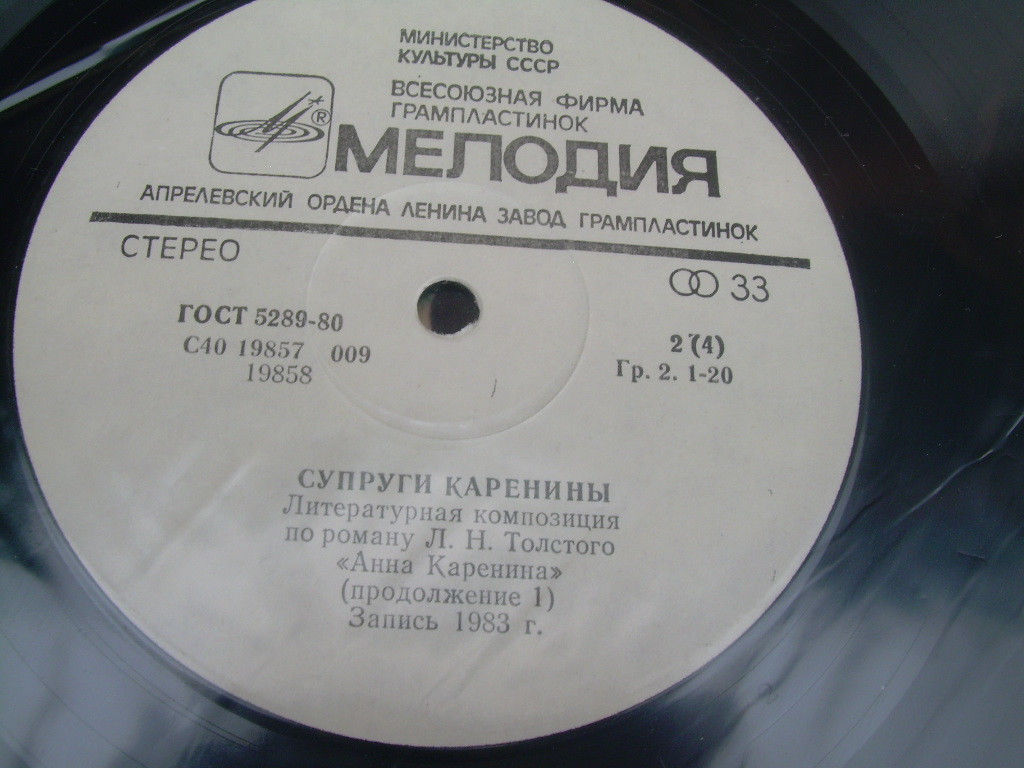 МИНИСТЕРСТВО
КУЛЬТУРЫ СССР
ВСЕСОЮЗНАЯ ФИРМА
ГРАМПЛАСТИНОК
®
МЕЛОДИЯ
АПРЕЛЕВСКИЙ ОРДЕНА ЛЕНИНА ЗАВОД ГРАМПЛАСТИНОК
СТЕРЕО
33
ГОСТ 5289-80
С40 19857 009
19858
2 (4)
Гр. 2. 1-20
СУПРУГИ КАРЕНИНЫ
Литературная композиция
по роману Л. Н. Толстого
«Анна Каренина»
(продолжение 1)
Запись 1983 г.